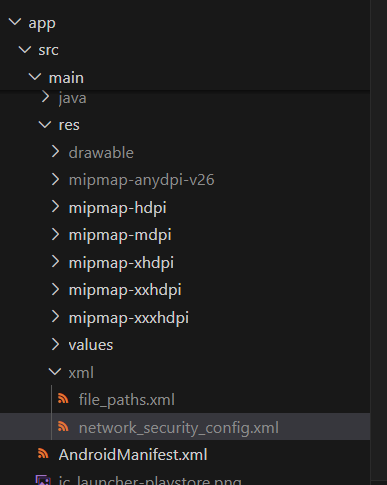 app
src
main
java
res
drawable
mipmap-anydpi-v26
mipmap-hdpi
mipmap-mdpi
mipmap-xhdpi
mipmap-xxhdpi
mipmap-xxxhdpi
values
xml
file_paths.xml
network_security_config.xml
AndroidManifest.xml
ic_launcher-playstore.png